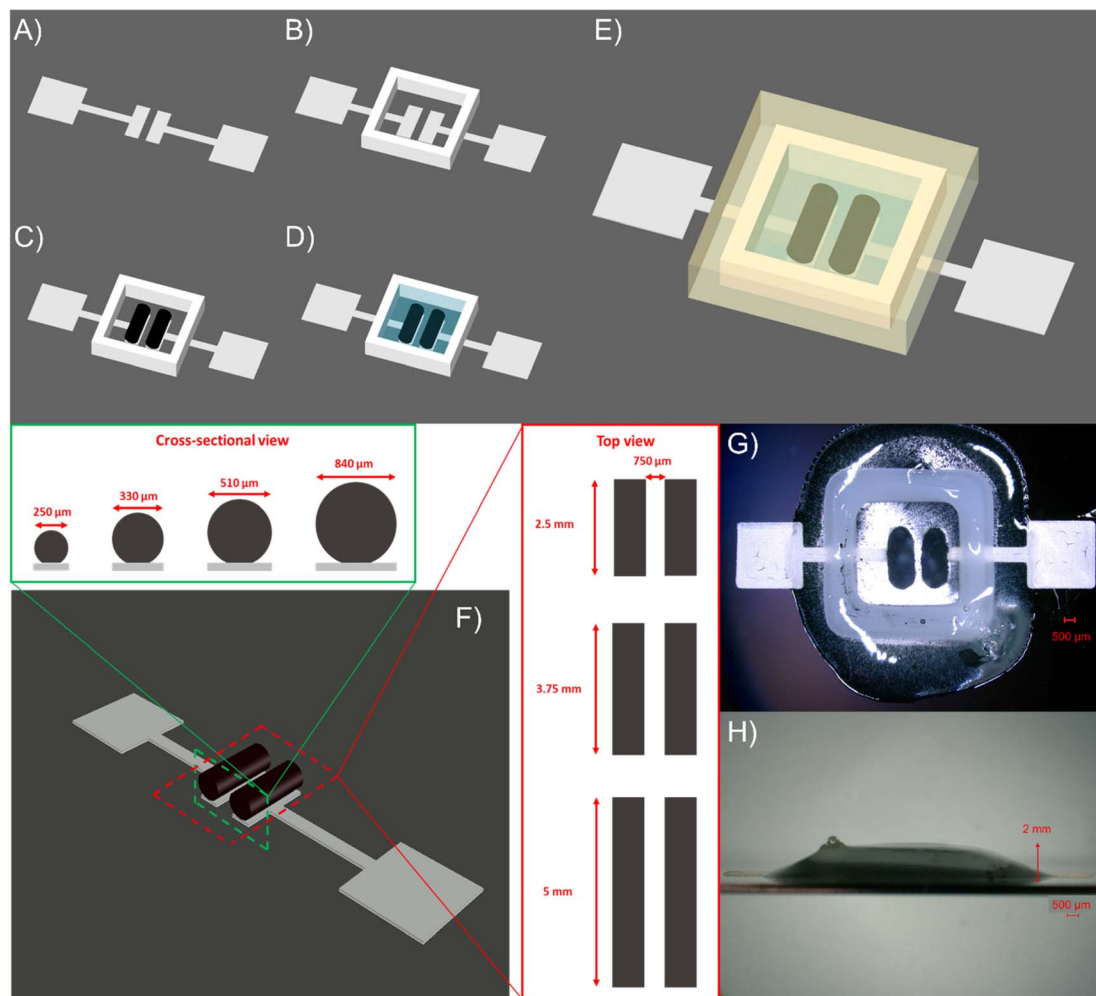 A)
B)
E)
C)
D)
Cross-sectional view
250 µm
330 µm
510 µm
840 µm
Top view
750 µm
2.5 mm
3.75 mm
5 mm
F)
G)
500 µm
H)
2 mm
500 µm